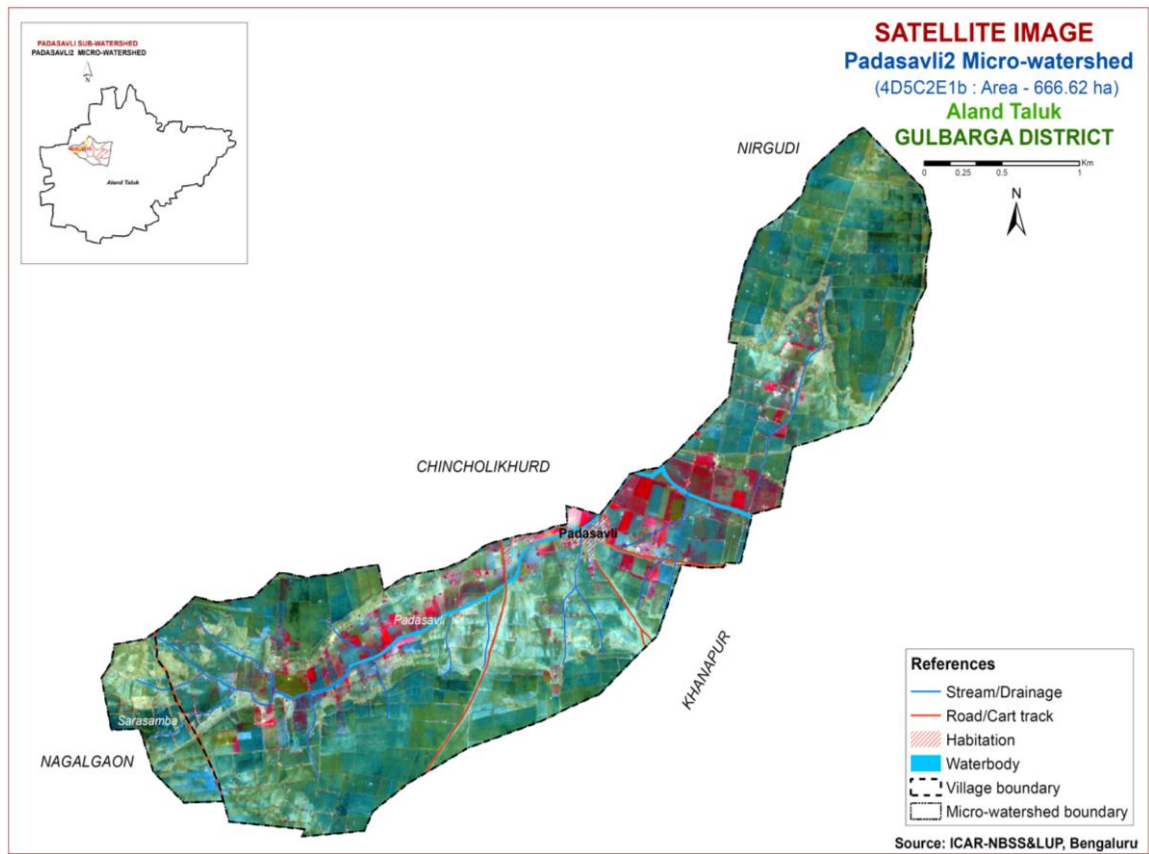 PADASAVLI SUB-WATERSHED
PADASAVLI2 MICRO-WATERSHED
N
Aland Taluk
SATELLITE IMAGE
Padasavli2 Micro-watershed
(4D5C2E1b : Area - 666.62 ha)
Aland Taluk
GULBARGA DISTRICT
Km
0 0.25 0.5 1
N
NIRGUDI
CHINCHOLIKHURD
Padasavli
Padasavli
KHANAPUR
Sarasamba
NAGALGAON
References
Stream/Drainage
Road/Cart track
Habitation
Waterbody
Village boundary
Micro-watershed boundary
Source: ICAR-NBSS&LUP, Bengaluru